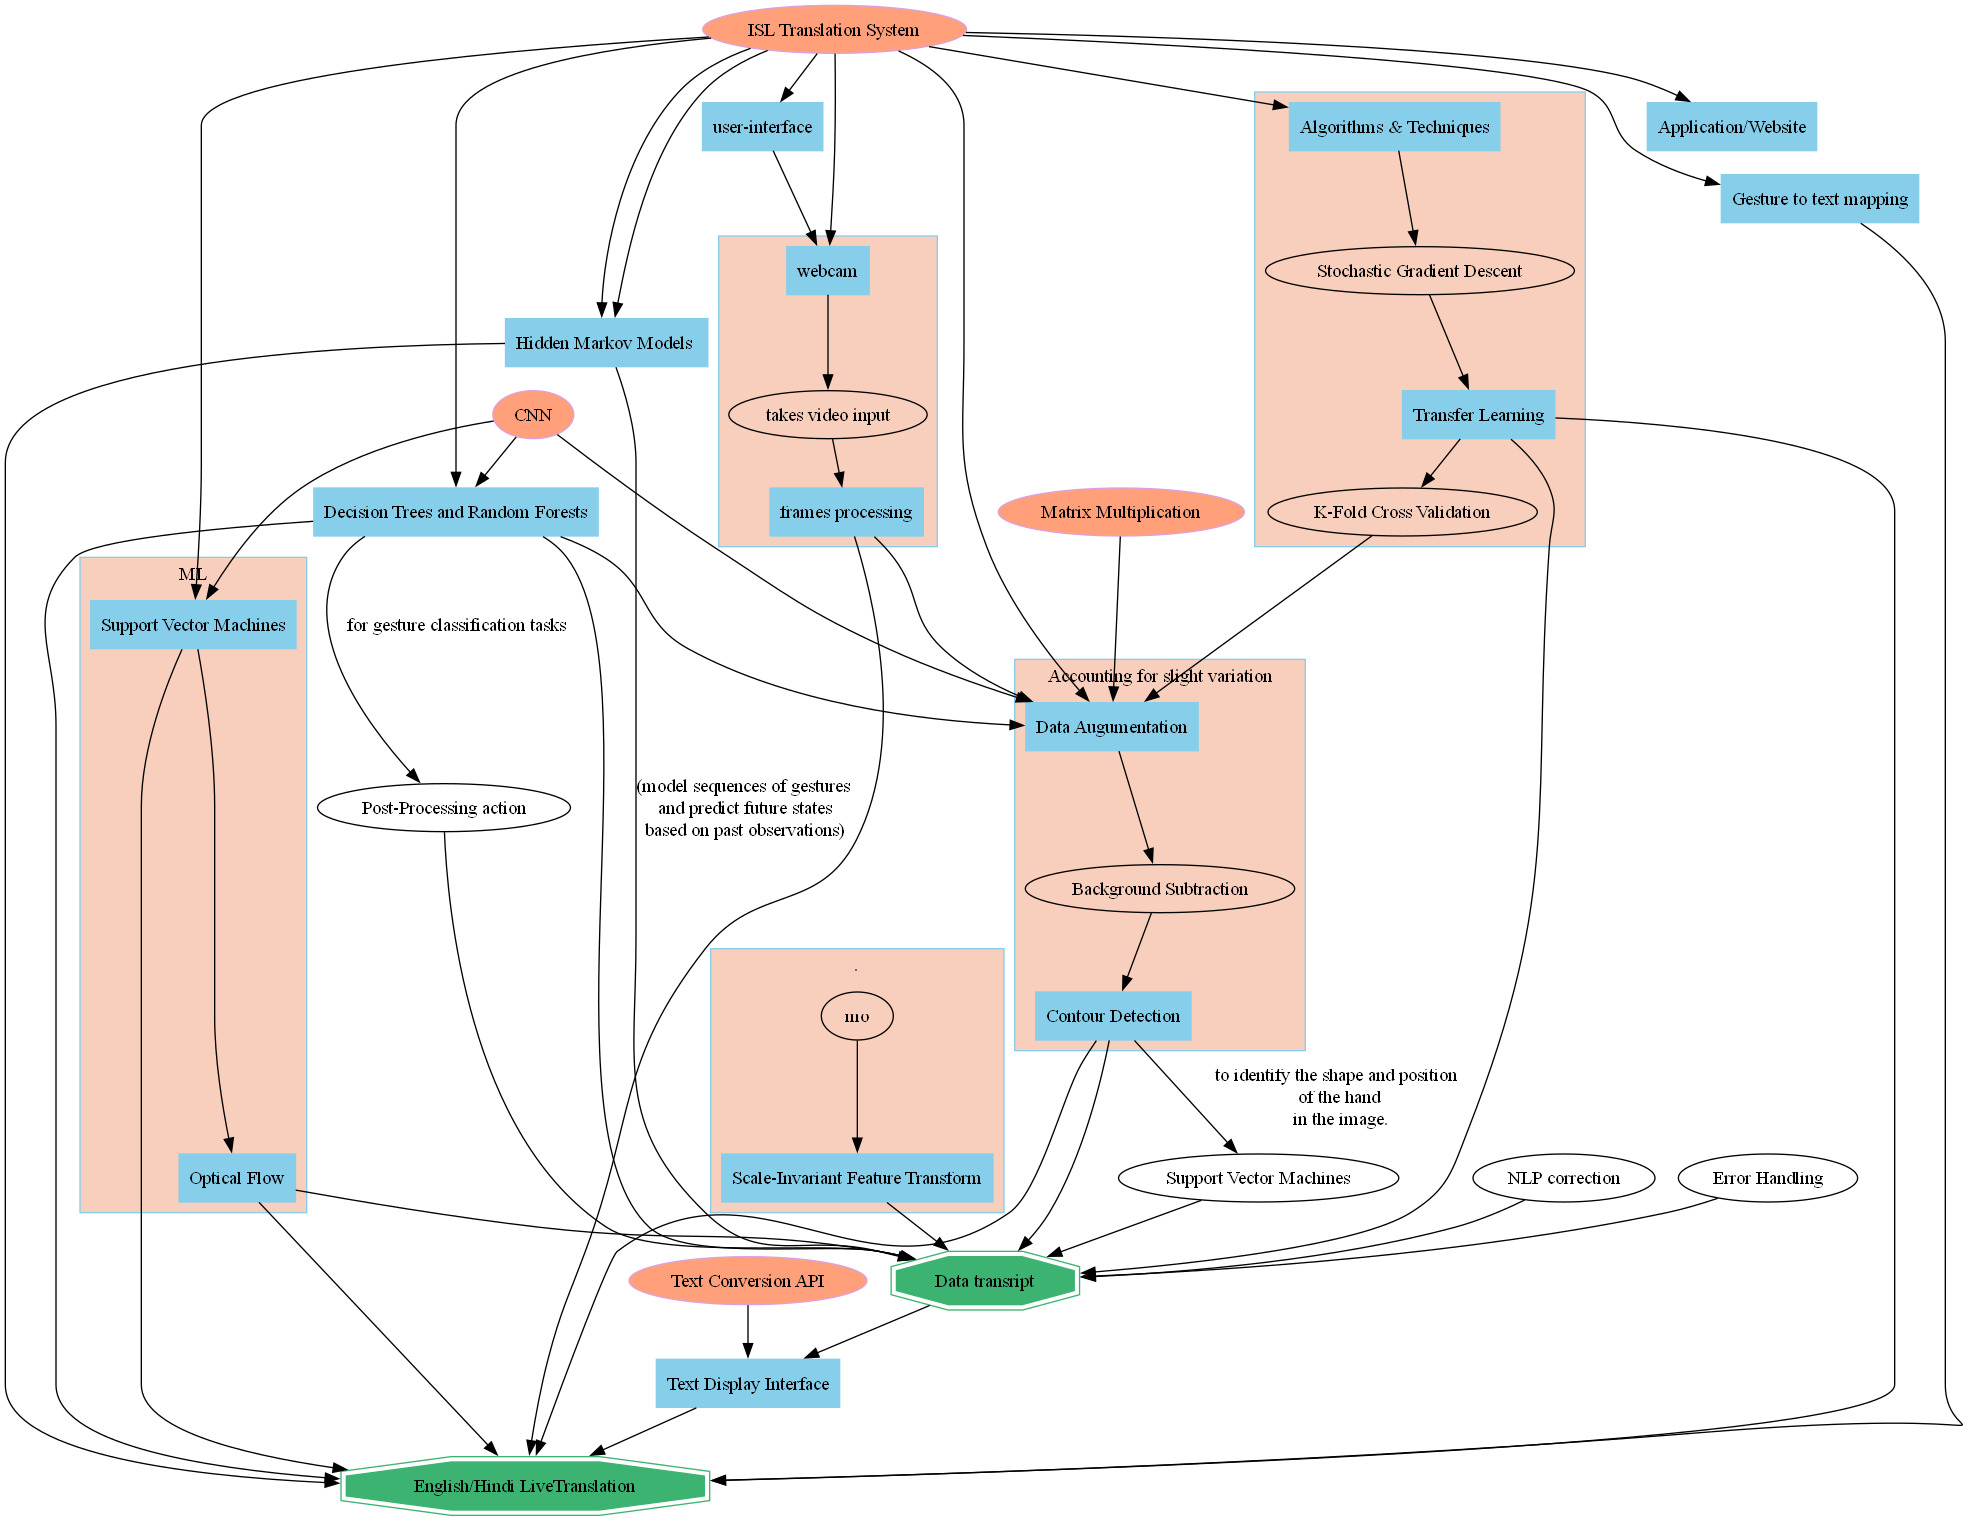 ISL Translation System
user-interface
Algorithms & Techniques
Application/Website
Gesture to text mapping
webcam
Stochastic Gradient Descent
Hidden Markov Models
CNN
takes video input
Transfer Learning
Decision Trees and Random Forests
frames processing
Matrix Multiplication
K-Fold Cross Validation
ML
Support Vector Machines
for gesture classification tasks
Accounting for slight variation
Data Augumentation
(model sequences of gestures
and predict future states
based on past observations)
Post-Processing action
Background Subtraction
.
mo
Contour Detection
to identify the shape and position
of the hand
in the image.
Optical Flow
Scale-Invariant Feature Transform
Support Vector Machines
NLP correction
Error Handling
Text Conversion API
Data transript
Text Display Interface
English/Hindi LiveTranslation